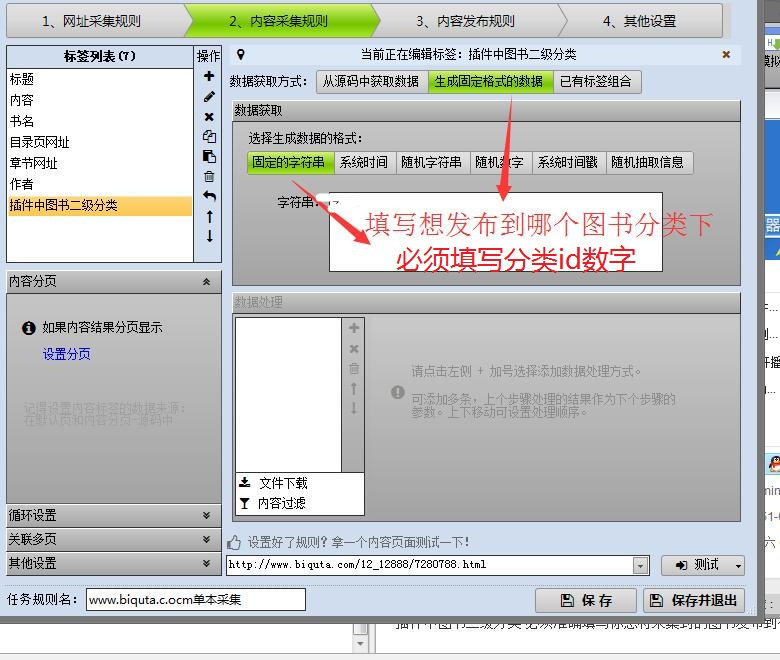 1、网址采集规则
2、内容采集规则
3、内容发布规则
4、其他设置
标签列表(7)
操作
标题
内容
书名
目录页网址
章节网址
作者
插件中图书二级分类
当前正在编辑标签：插件中图书二级分类
数据获取方式：
从源码中获取数据
生成固定格式的数据
已有标签组合
数据获取
选择生成数据的格式：
固定的字符串
系统时间
随机字符串
随机数字
系统时间戳
随机抽取信息
字符串：
填写想发布到哪个图书分类下
必须填写分类id数字
内容分页
如果内容结果分页显示
设置分页
记得设置内容标签的数据来源：
在默认页和内容分页-源码中
循环设置
关联多页
其他设置
数据处理
请点击左侧 + 加号选择添加数据处理方式。
可添加多条，上个步骤处理的结果作为下个步骤的
参数。上下移动可设置处理顺序。
文件下载
内容过滤
设置好了规则？拿一个内容页面测试一下！
http://www.biquta.com/12_12888/7280788.html
测试
任务规则名：
www.biquta.c.ocm单本采集
保存
保存并退出